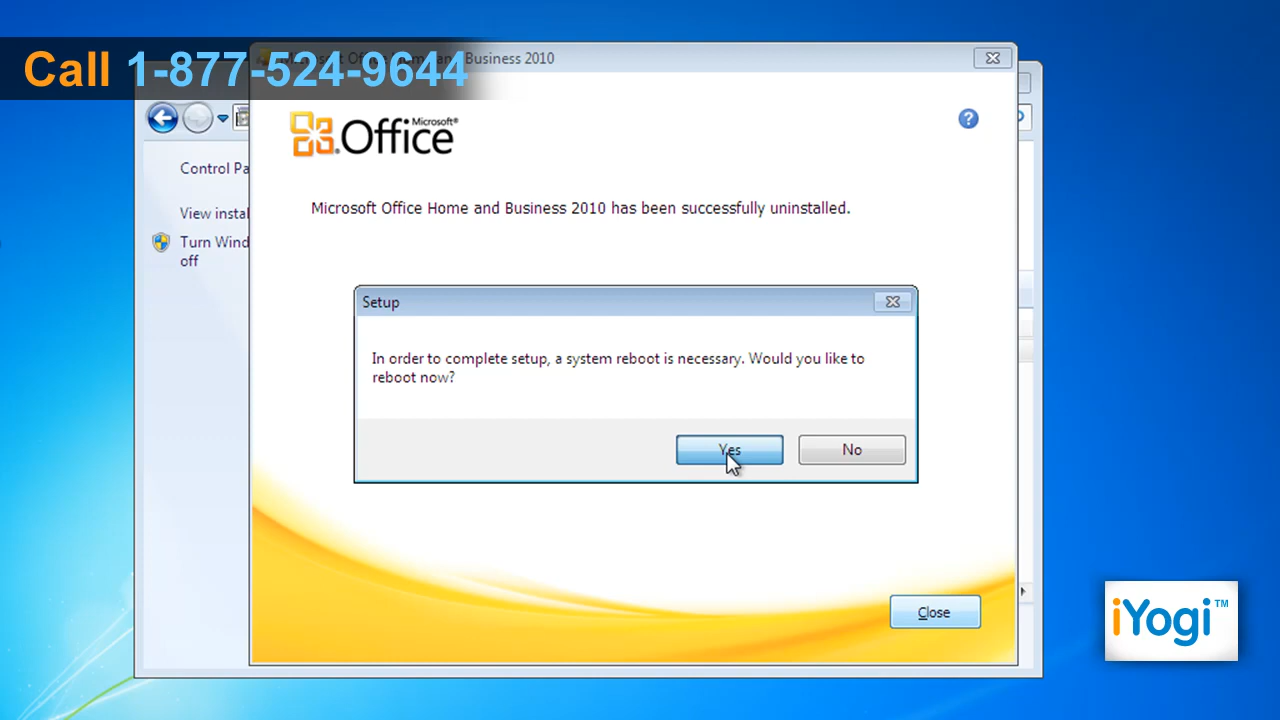 Call 1-877-524-9644
Business 2010
Microsoft®
Office
Control Pa
Microsoft Office Home and Business 2010 has been successfully uninstalled.
View instal
Turn Wind
off
Setup
In order to complete setup, a system reboot is necessary. Would you like to
reboot now?
Yes
No
Close
iYogi™